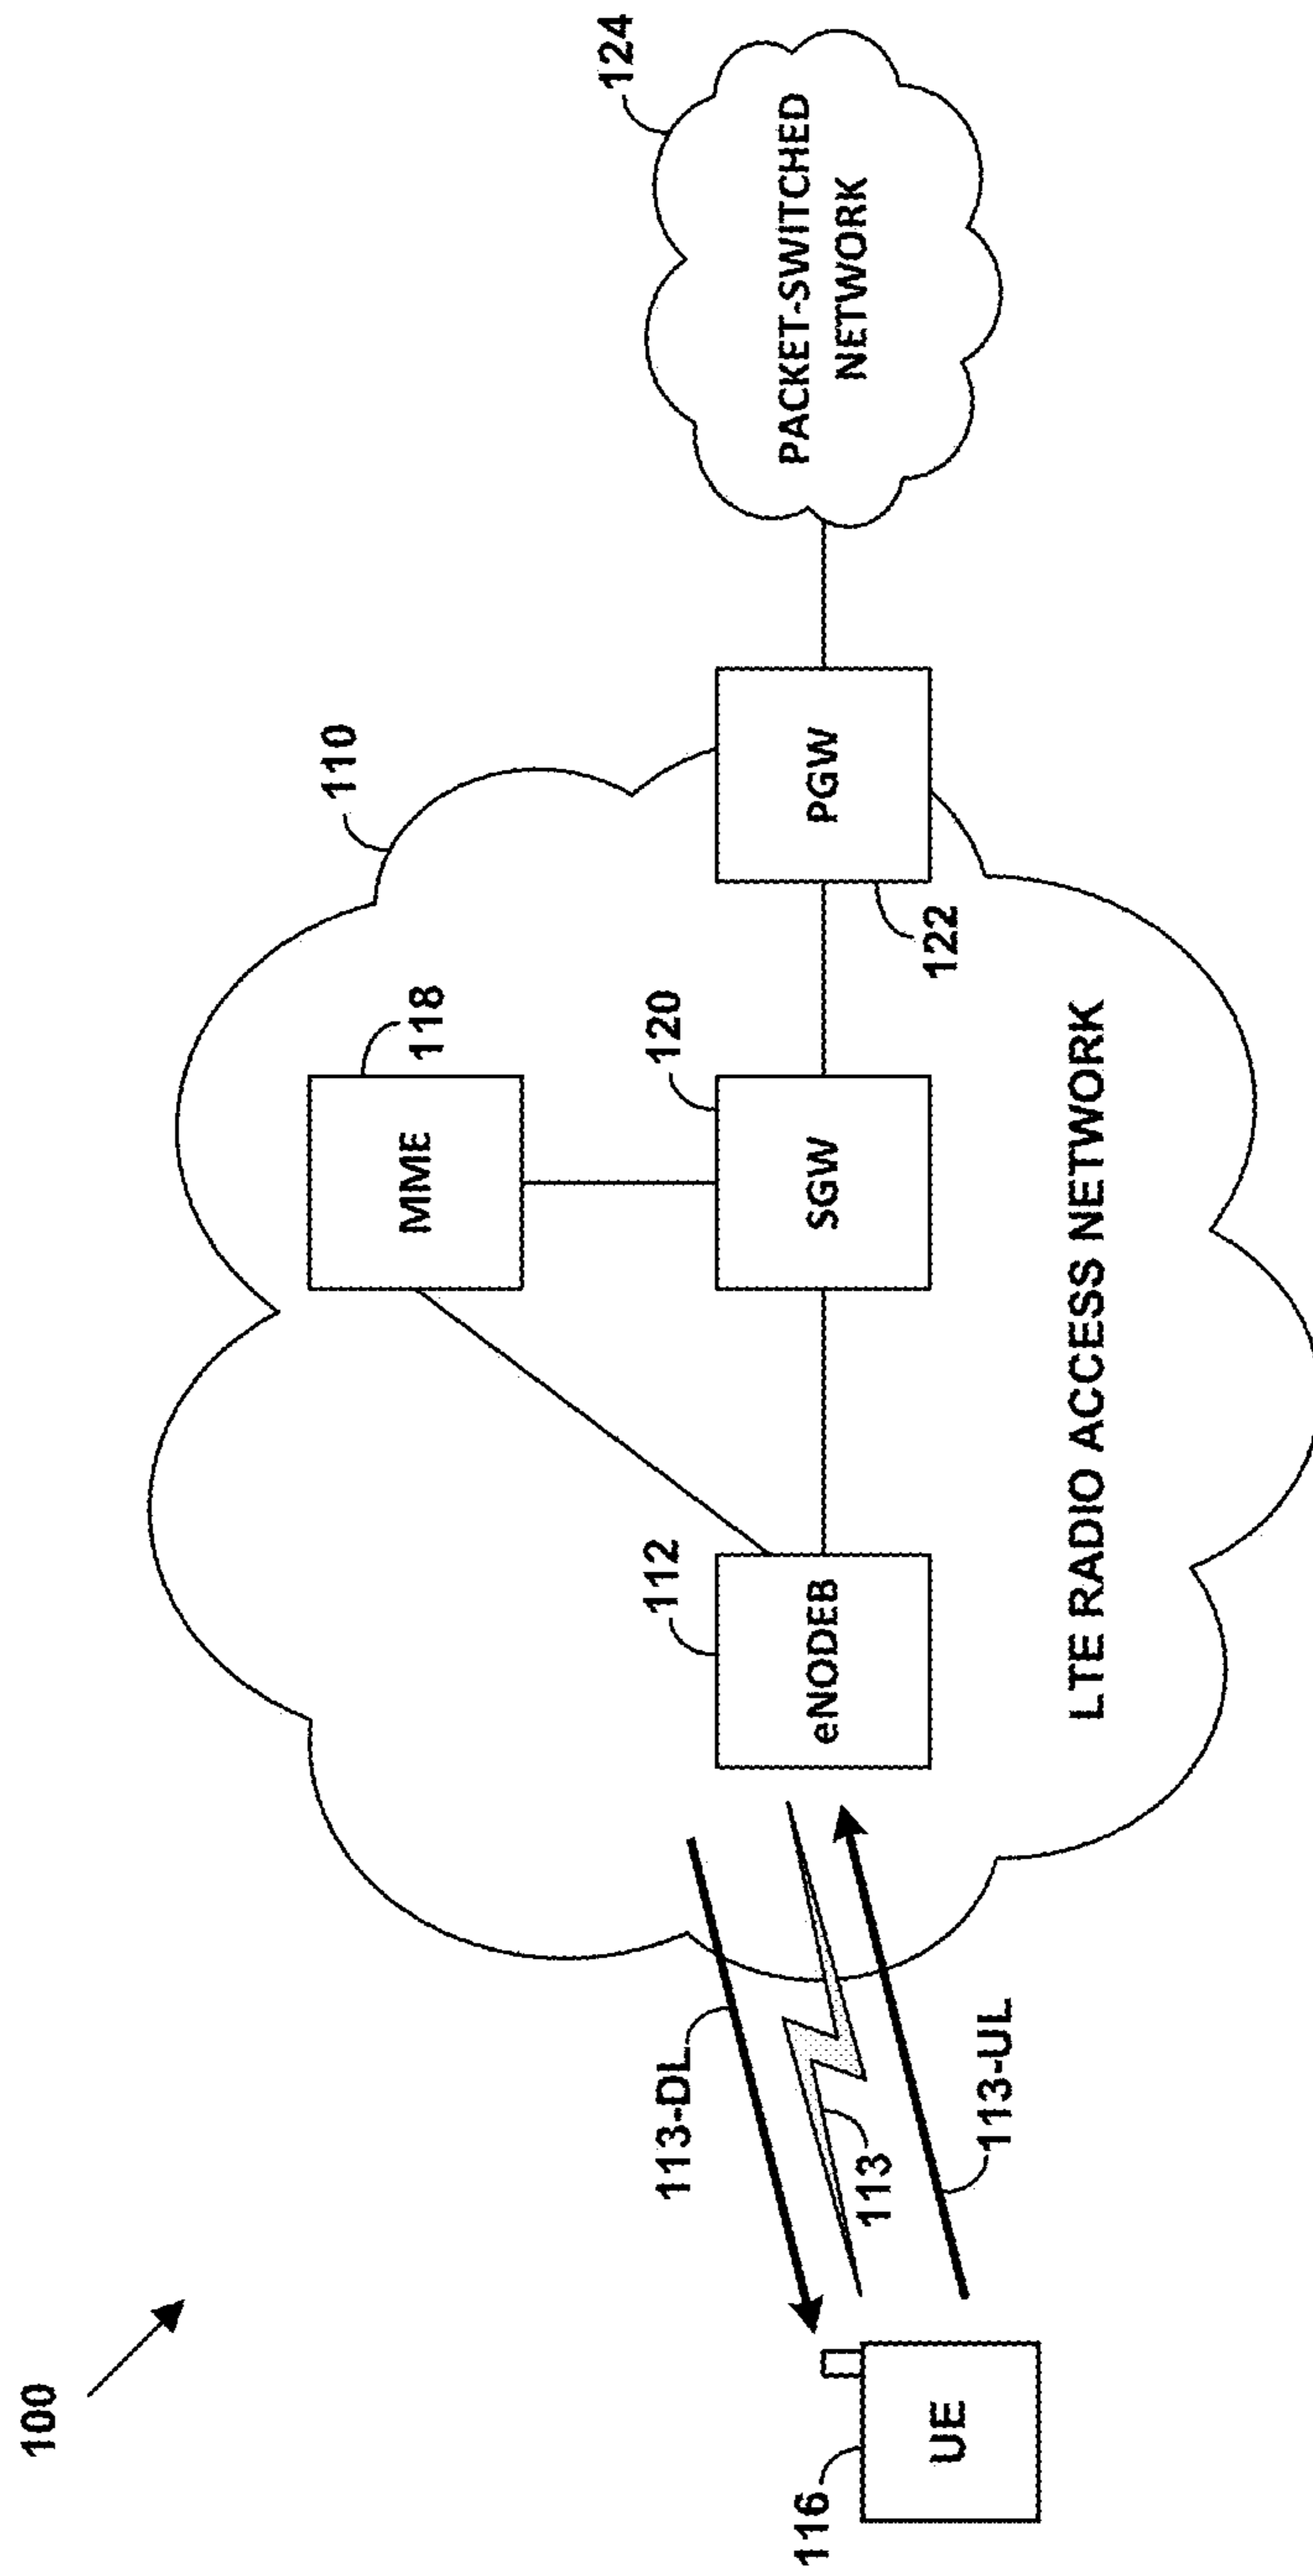 100
110
124
MME
118
112
120
113-DL
eNODEB
SGW
PGW
PACKET-SWITCHED
NETWORK
122
116
113
UE
113-UL
LTE RADIO ACCESS NETWORK